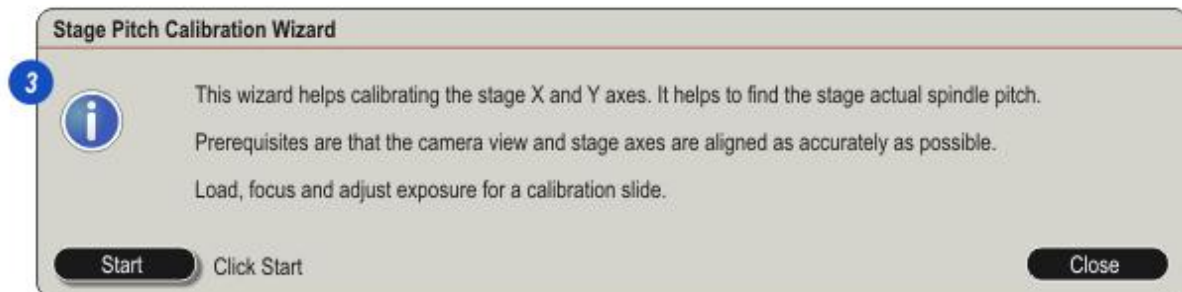 Stage Pitch Calibration Wizard
3
i
This wizard helps calibrating the stage X and Y axes. It helps to find the stage actual spindle pitch.
Prerequisites are that the camera view and stage axes are aligned as accurately as possible.
Load, focus and adjust exposure for a calibration slide.
Start Click Start Close